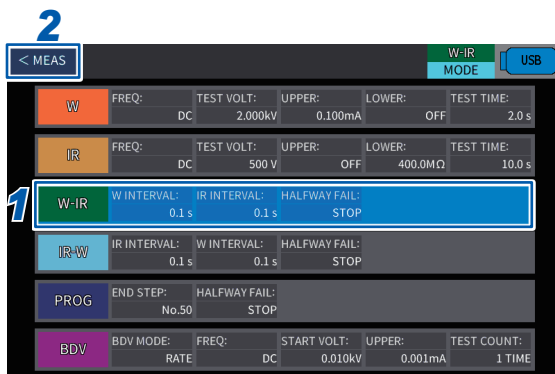 2
< MEAS
W-IR
MODE
USB
W
FREQ: TEST VOLT: UPPER: LOWER: TEST TIME:
DC 2.000kV 0.100mA OFF 2.0 s
IR
FREQ: TEST VOLT: UPPER: LOWER: TEST TIME:
DC 500 V OFF 400.0MΩ 10.0 s
1
W-IR
W INTERVAL: IR INTERVAL: HALFWAY FAIL:
0.1 s 0.1 s STOP
IR-W
IR INTERVAL: W INTERVAL: HALFWAY FAIL:
0.1 s 0.1 s STOP
PROG
END STEP: HALFWAY FAIL:
No.50 STOP
BDV
BDV MODE: FREQ: START VOLT: UPPER: TEST COUNT:
RATE DC 0.010kV 0.001mA 1 TIME